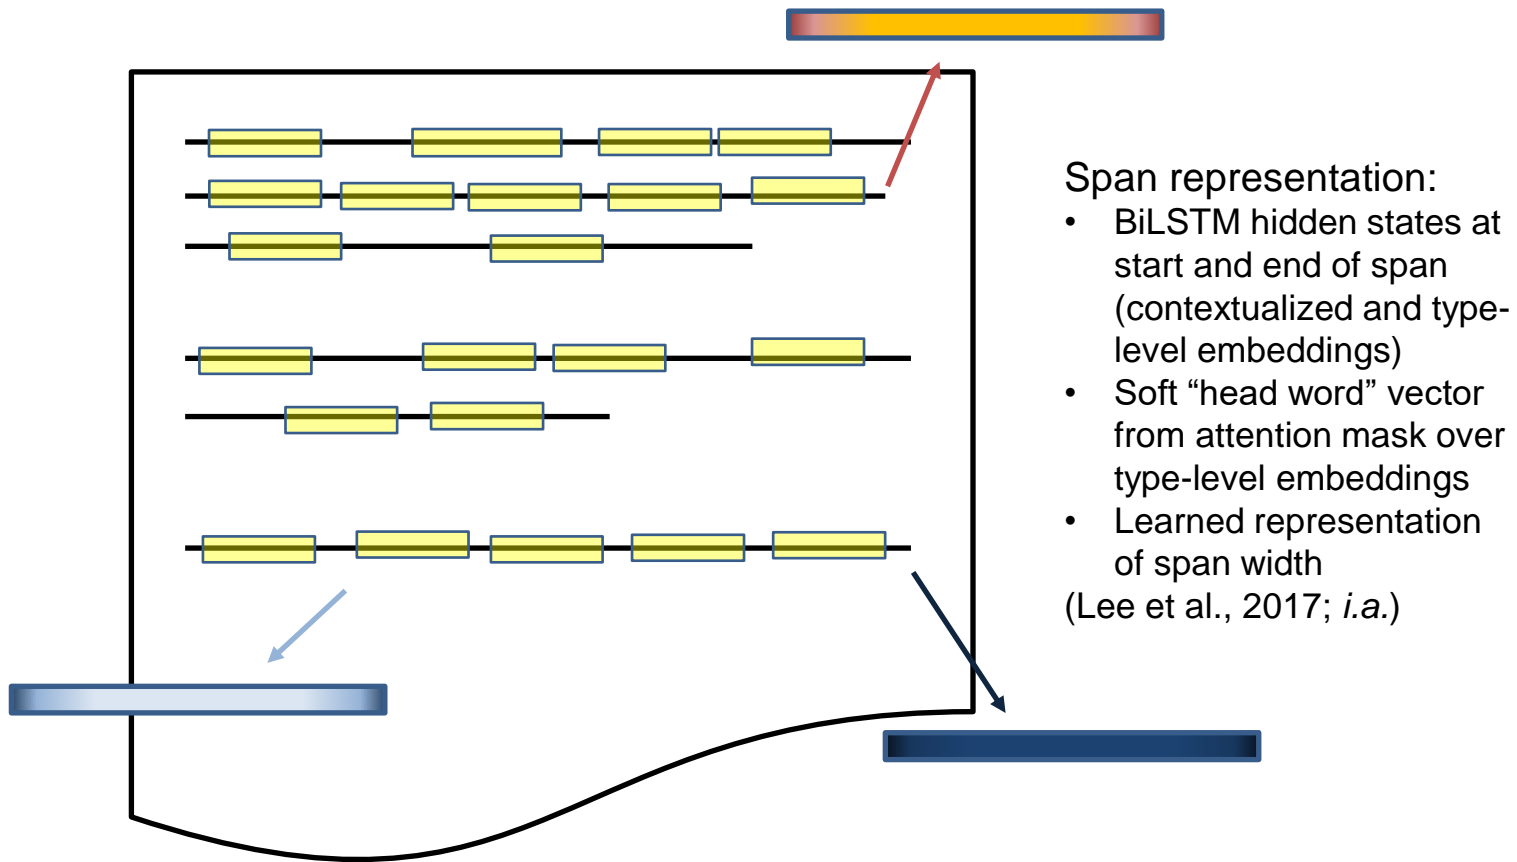 Span representation:
• BiLSTM hidden states at
start and end of span
(contextualized and type-
level embeddings)
• Soft “head word” vector
from attention mask over
type-level embeddings
• Learned representation
of span width
(Lee et al., 2017; i.a.)